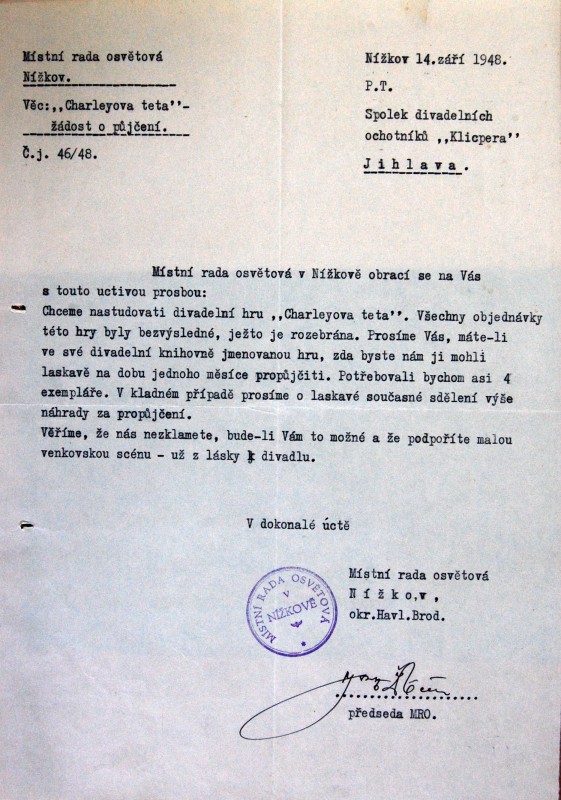 Místní rada osvětová
Nížkov.
Věc:,,Charleyova teta''-
žádost o půjčení.
Č.j. 46/48.
Nížkov 14.září 1948.
P.T.
Spolek divadelních
ochotníků ,,Klicpera''
J i h l a v a .
Místní rada osvětová v Nížkově obrací se na Vás
s touto uctivou prosbou:
Chceme nastudovati divadelní hru ,,Charleyova teta''. Všechny objednávky
této hry byly bezvýsledné, ježto je rozebrána. Prosíme Vás, máte-li
ve své divadelní knihovně jmenovanou hru, zda byste nám ji mohli
laskavě na dobu jednoho měsíce propůjčiti. Potřebovali bychom asi 4
exempláře. V kladném případě prosíme o laskavé současné sdělení výše
náhrady za propůjčení.
Věříme, že nás nezklamete, bude-li Vám to možné a že podpoříte malou
venkovskou scénu - už z lásky k divadlu.
V dokonalé úctě
MÍSTNÍ RADA OSVĚTOVÁ
V
NÍŽKOVĚ
Místní rada osvětová
N í ž k o,v ,
okr.Havl.Brod.
předseda MRO.